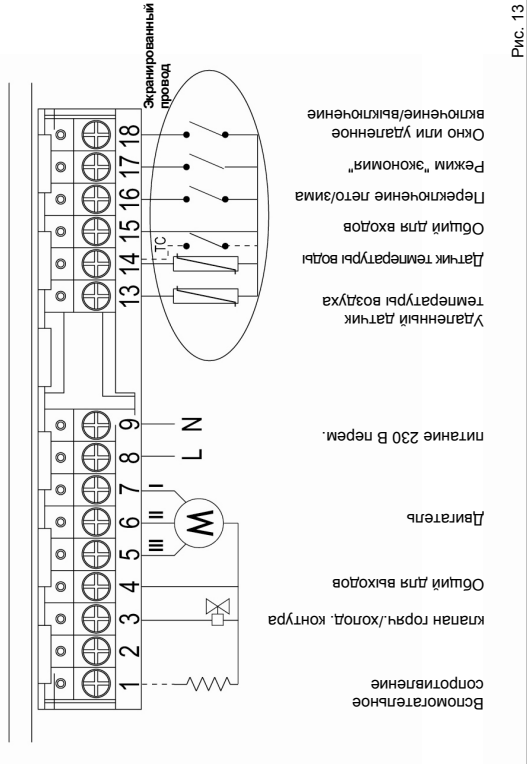 Рис. 13
Экранированный
провод
18
17
16
15
14
13
9
8
7
6
5
4
3
2
1
TC
N
L
I
II
III
M
Окно или удаленное
включение/выключение
Режим "экономия"
Переключение лето/зима
Общий для входов
Датчик температуры воды
Удаленный датчик
температуры воздуха
питание 230 В перем.
Двигатель
Общий для выходов
клапан горяч./холод. контура
Вспомогательное
сопротивление